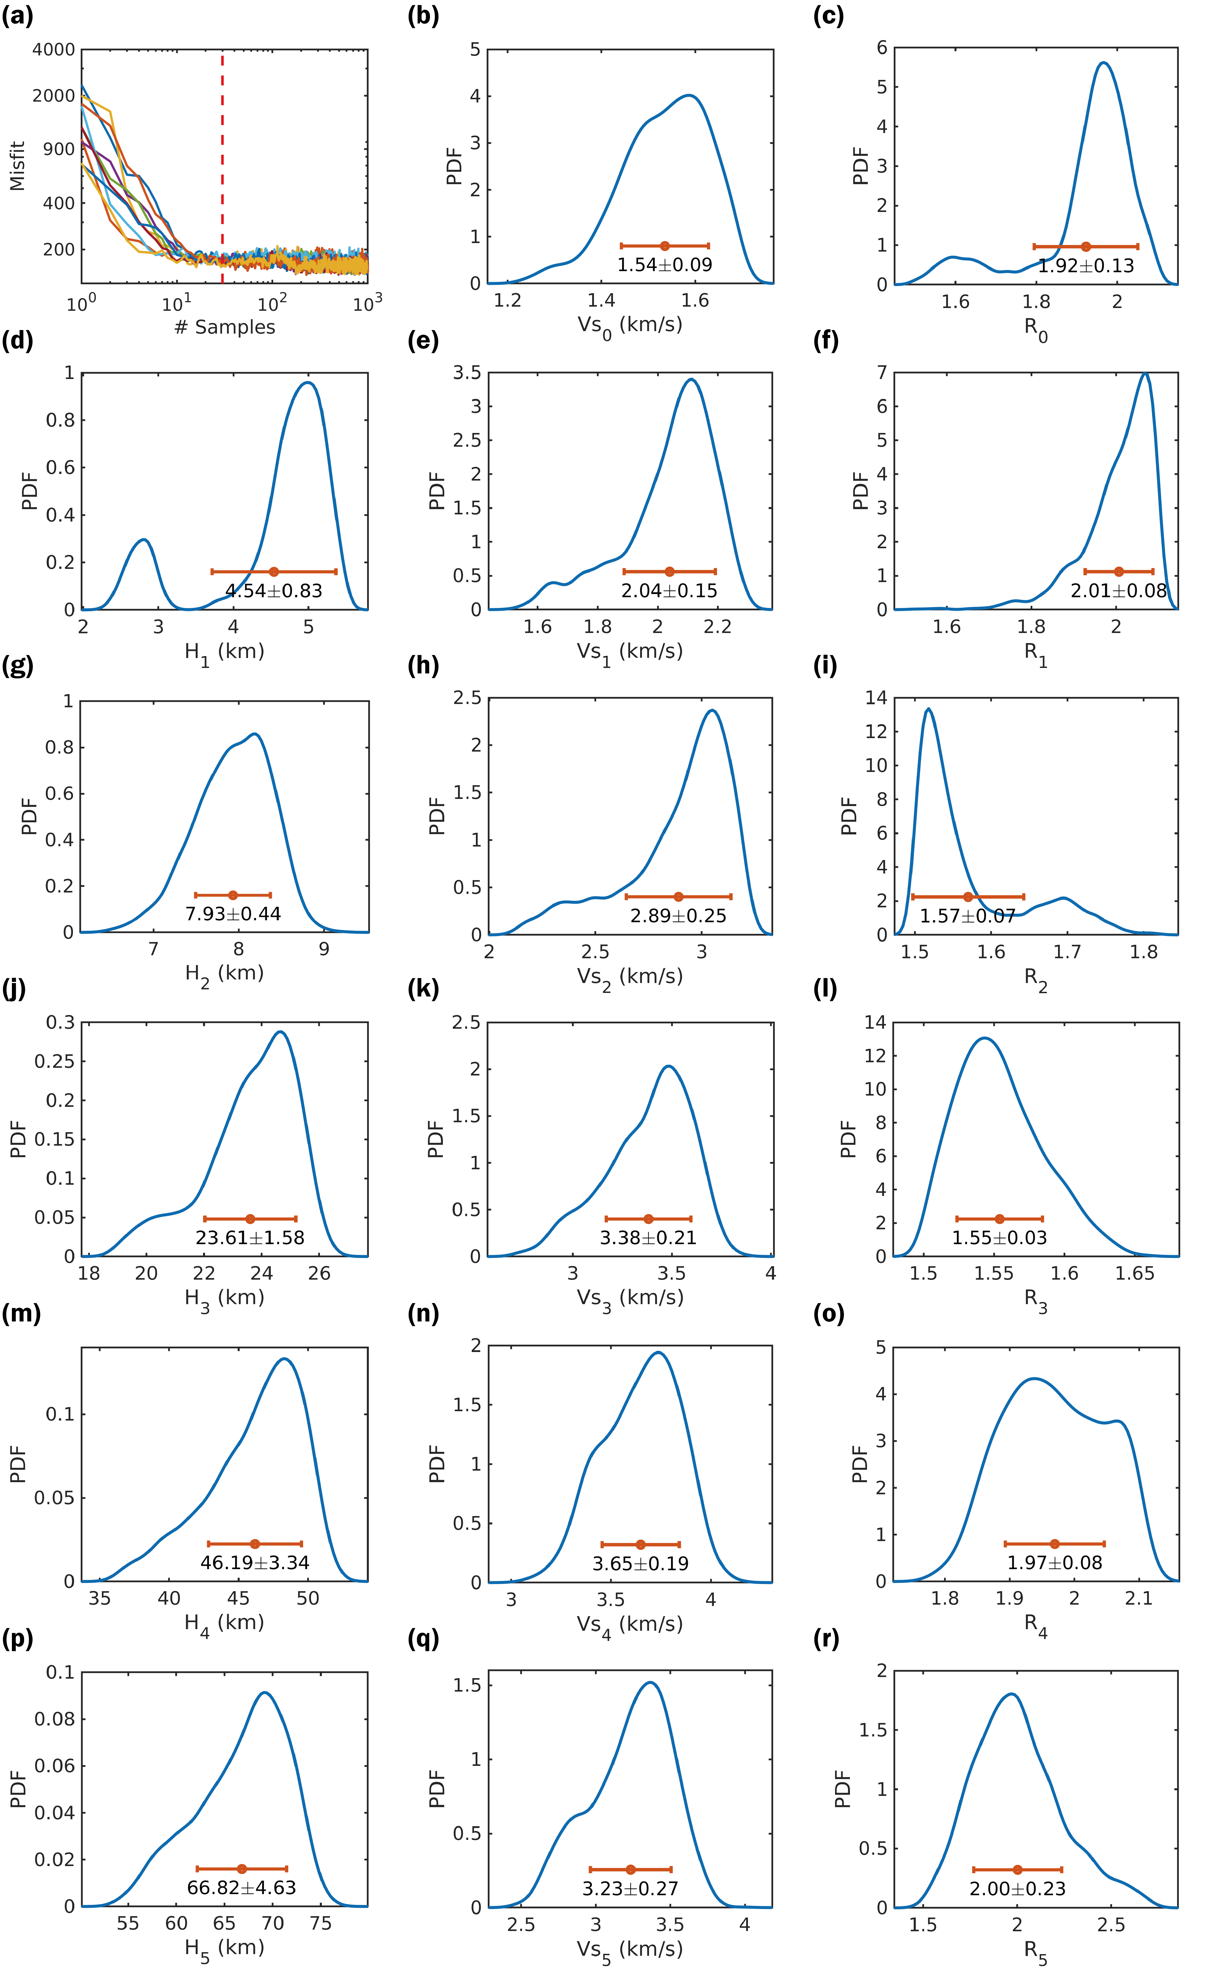 (a)
4000
2000
900
400
200
Misfit
10^0 10^1 10^2 10^3
# Samples
(b)
5
4
3
2
1
0
PDF
1.54±0.09
1.2 1.4 1.6
Vs_0 (km/s)
(c)
6
5
4
3
2
1
0
PDF
1.92±0.13
1.6 1.8 2
R_0
(d)
1
0.8
0.6
0.4
0.2
0
PDF
4.54±0.83
2 3 4 5
H_1 (km)
(e)
3.5
3
2.5
2
1.5
1
0.5
0
PDF
2.04±0.15
1.6 1.8 2 2.2
Vs_1 (km/s)
(f)
7
6
5
4
3
2
1
0
PDF
2.01±0.08
1.6 1.8 2
R_1
(g)
1
0.8
0.6
0.4
0.2
0
PDF
7.93±0.44
7 8 9
H_2 (km)
(h)
2.5
2
1.5
1
0.5
0
PDF
2.89±0.25
2 2.5 3
Vs_2 (km/s)
(i)
14
12
10
8
6
4
2
0
PDF
1.57±0.07
1.5 1.6 1.7 1.8
R_2
(j)
0.3
0.25
0.2
0.15
0.1
0.05
0
PDF
23.61±1.58
18 20 22 24 26
H_3 (km)
(k)
2.5
2
1.5
1
0.5
0
PDF
3.38±0.21
3 3.5 4
Vs_3 (km/s)
(l)
14
12
10
8
6
4
2
0
PDF
1.55±0.03
1.5 1.55 1.6 1.65
R_3
(m)
0.1
0.05
0
PDF
46.19±3.34
35 40 45 50
H_4 (km)
(n)
2
1.5
1
0.5
0
PDF
3.65±0.19
3 3.5 4
Vs_4 (km/s)
(o)
5
4
3
2
1
0
PDF
1.97±0.08
1.8 1.9 2 2.1
R_4
(p)
0.1
0.08
0.06
0.04
0.02
0
PDF
66.82±4.63
55 60 65 70 75
H_5 (km)
(q)
1.5
1
0.5
0
PDF
3.23±0.27
2.5 3 3.5 4
Vs_5 (km/s)
(r)
2
1.5
1
0.5
0
PDF
2.00±0.23
1.5 2 2.5
R_5